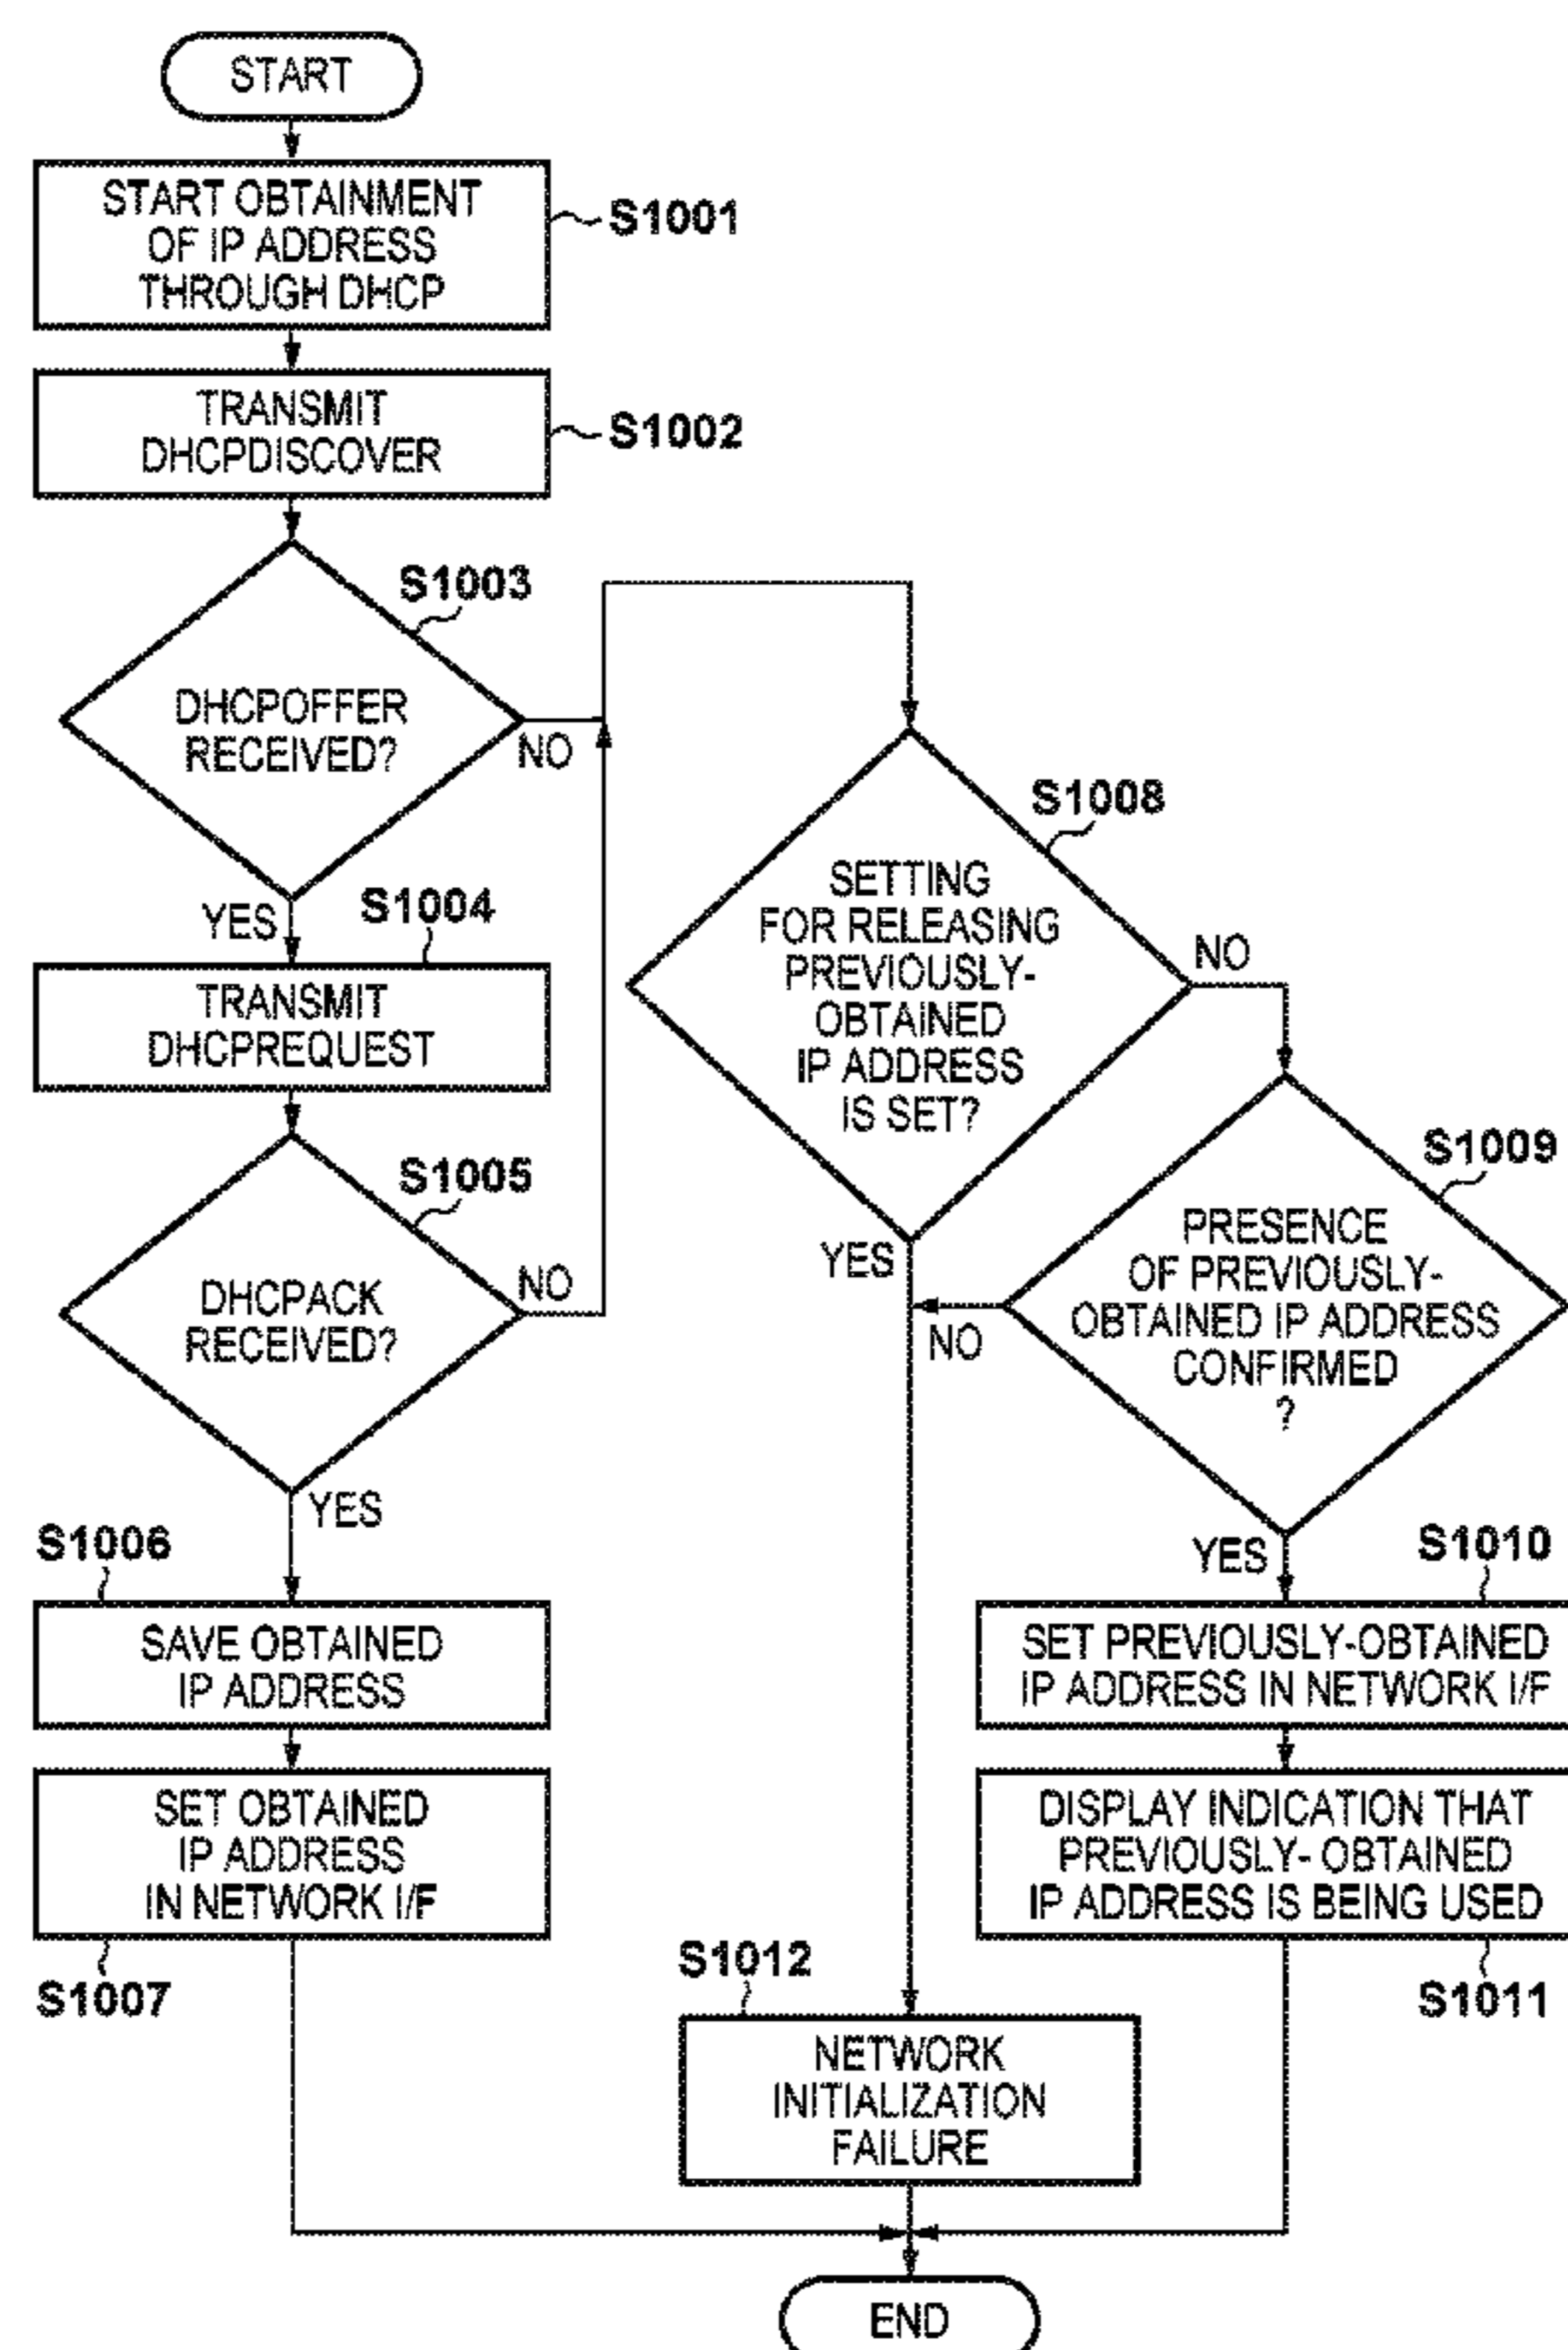 START
START OBTAINMENT
OF IP ADDRESS
THROUGH DHCP
S1001
TRANSMIT
DHCPDISCOVER
S1002
S1003
DHCPOFFER
RECEIVED?
NO
YES
S1004
TRANSMIT
DHCPREQUEST
S1005
DHCPACK
RECEIVED?
NO
YES
S1006
SAVE OBTAINED
IP ADDRESS
SET OBTAINED
IP ADDRESS
IN NETWORK I/F
S1007
S1008
SETTING
FOR RELEASING
PREVIOUSLY-
OBTAINED
IP ADDRESS
IS SET?
NO
YES
S1009
PRESENCE
OF PREVIOUSLY-
OBTAINED IP ADDRESS
CONFIRMED
?
NO
YES
S1010
SET PREVIOUSLY-OBTAINED
IP ADDRESS IN NETWORK I/F
DISPLAY INDICATION THAT
PREVIOUSLY- OBTAINED
IP ADDRESS IS BEING USED
S1011
S1012
NETWORK
INITIALIZATION
FAILURE
END